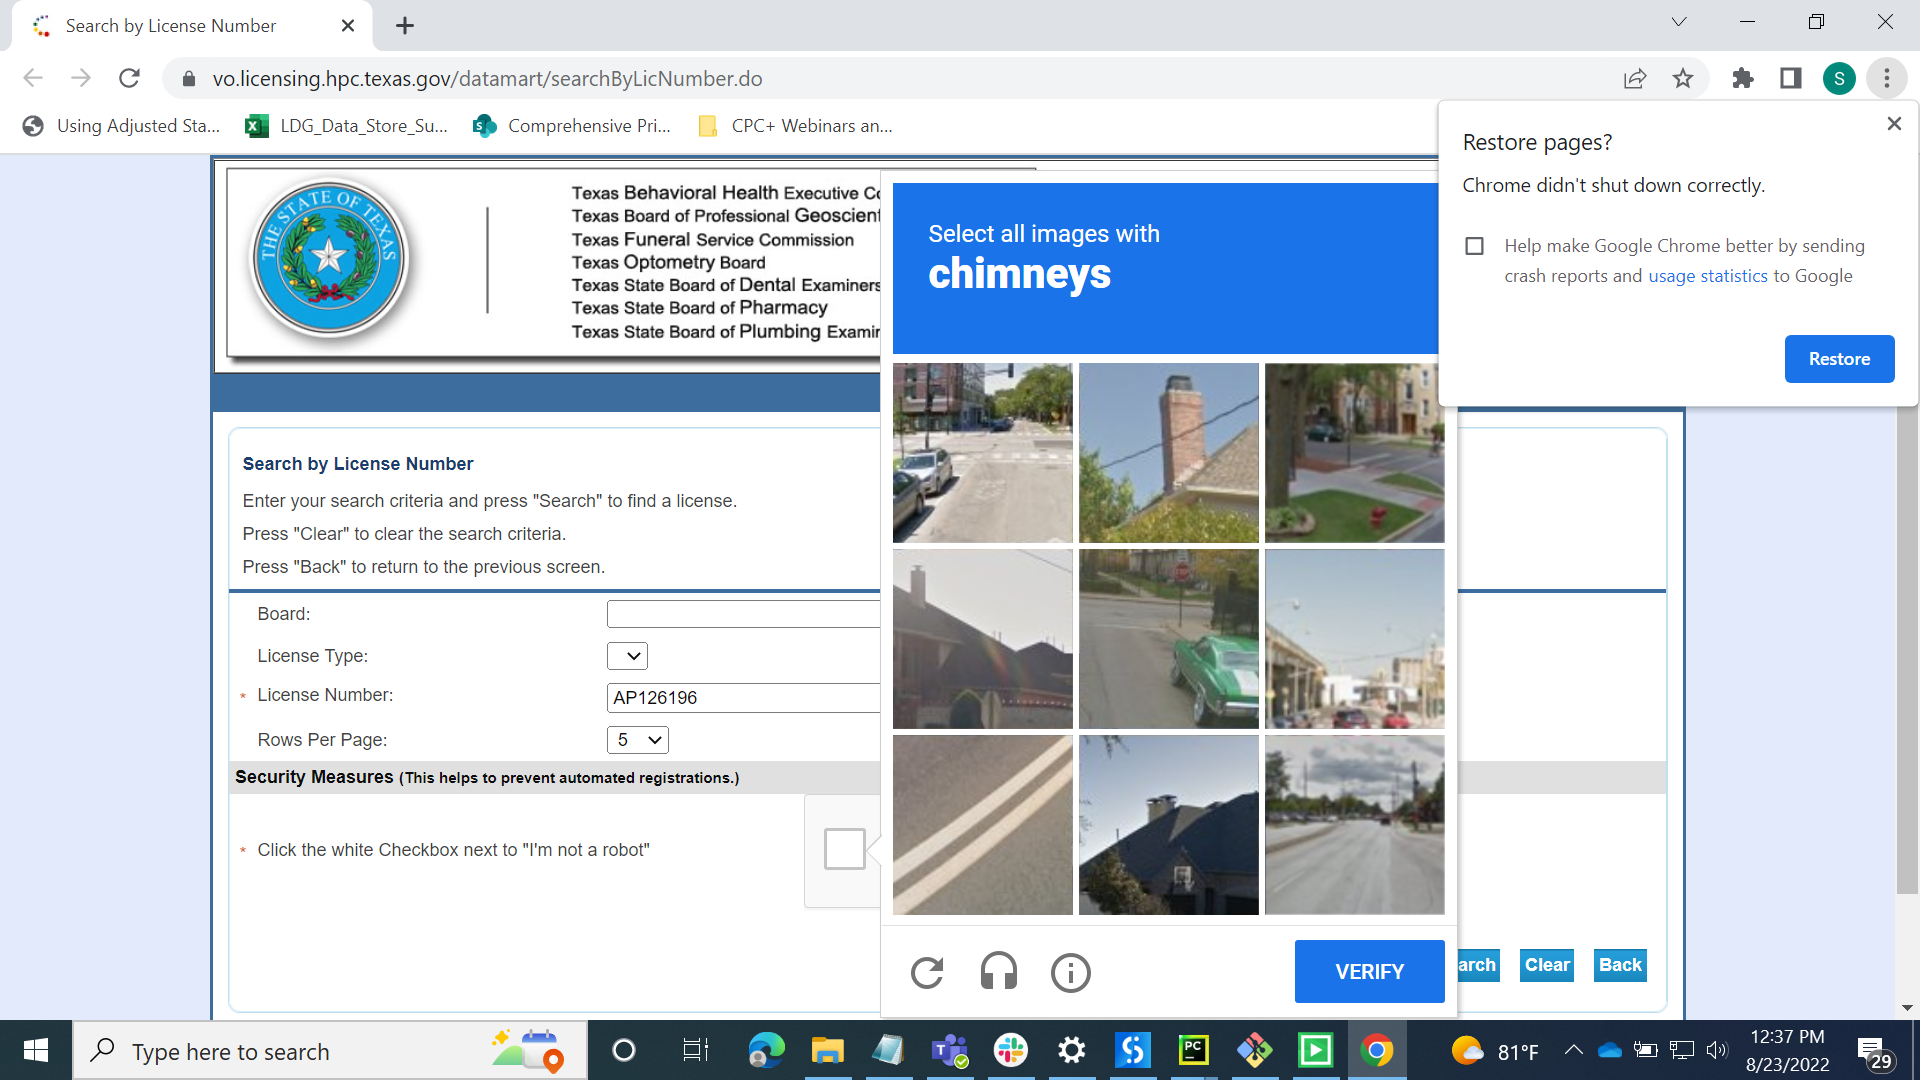 Search by License Number
vo.licensing.hpc.texas.gov/datamart/searchByLicNumber.do
S
Using Adjusted Sta...
LDG_Data_Store_Su...
Comprehensive Pri...
CPC+ Webinars an...
Restore pages?
Chrome didn't shut down correctly.
Help make Google Chrome better by sending
crash reports and usage statistics to Google
Restore
THE STATE OF TEXAS
Texas Behavioral Health Executive Co
Texas Board of Professional Geoscient
Texas Funeral Service Commission
Texas Optometry Board
Texas State Board of Dental Examiners
Texas State Board of Pharmacy
Texas State Board of Plumbing Examin
Select all images with
chimneys
Search by License Number
Enter your search criteria and press "Search" to find a license.
Press "Clear" to clear the search criteria.
Press "Back" to return to the previous screen.
Board:
License Type:
* License Number:
AP126196
Rows Per Page:
5
Security Measures (This helps to prevent automated registrations.)
* Click the white Checkbox next to "I'm not a robot"
VERIFY
arch
Clear
Back
Type here to search
PC
81°F
12:37 PM
8/23/2022
29